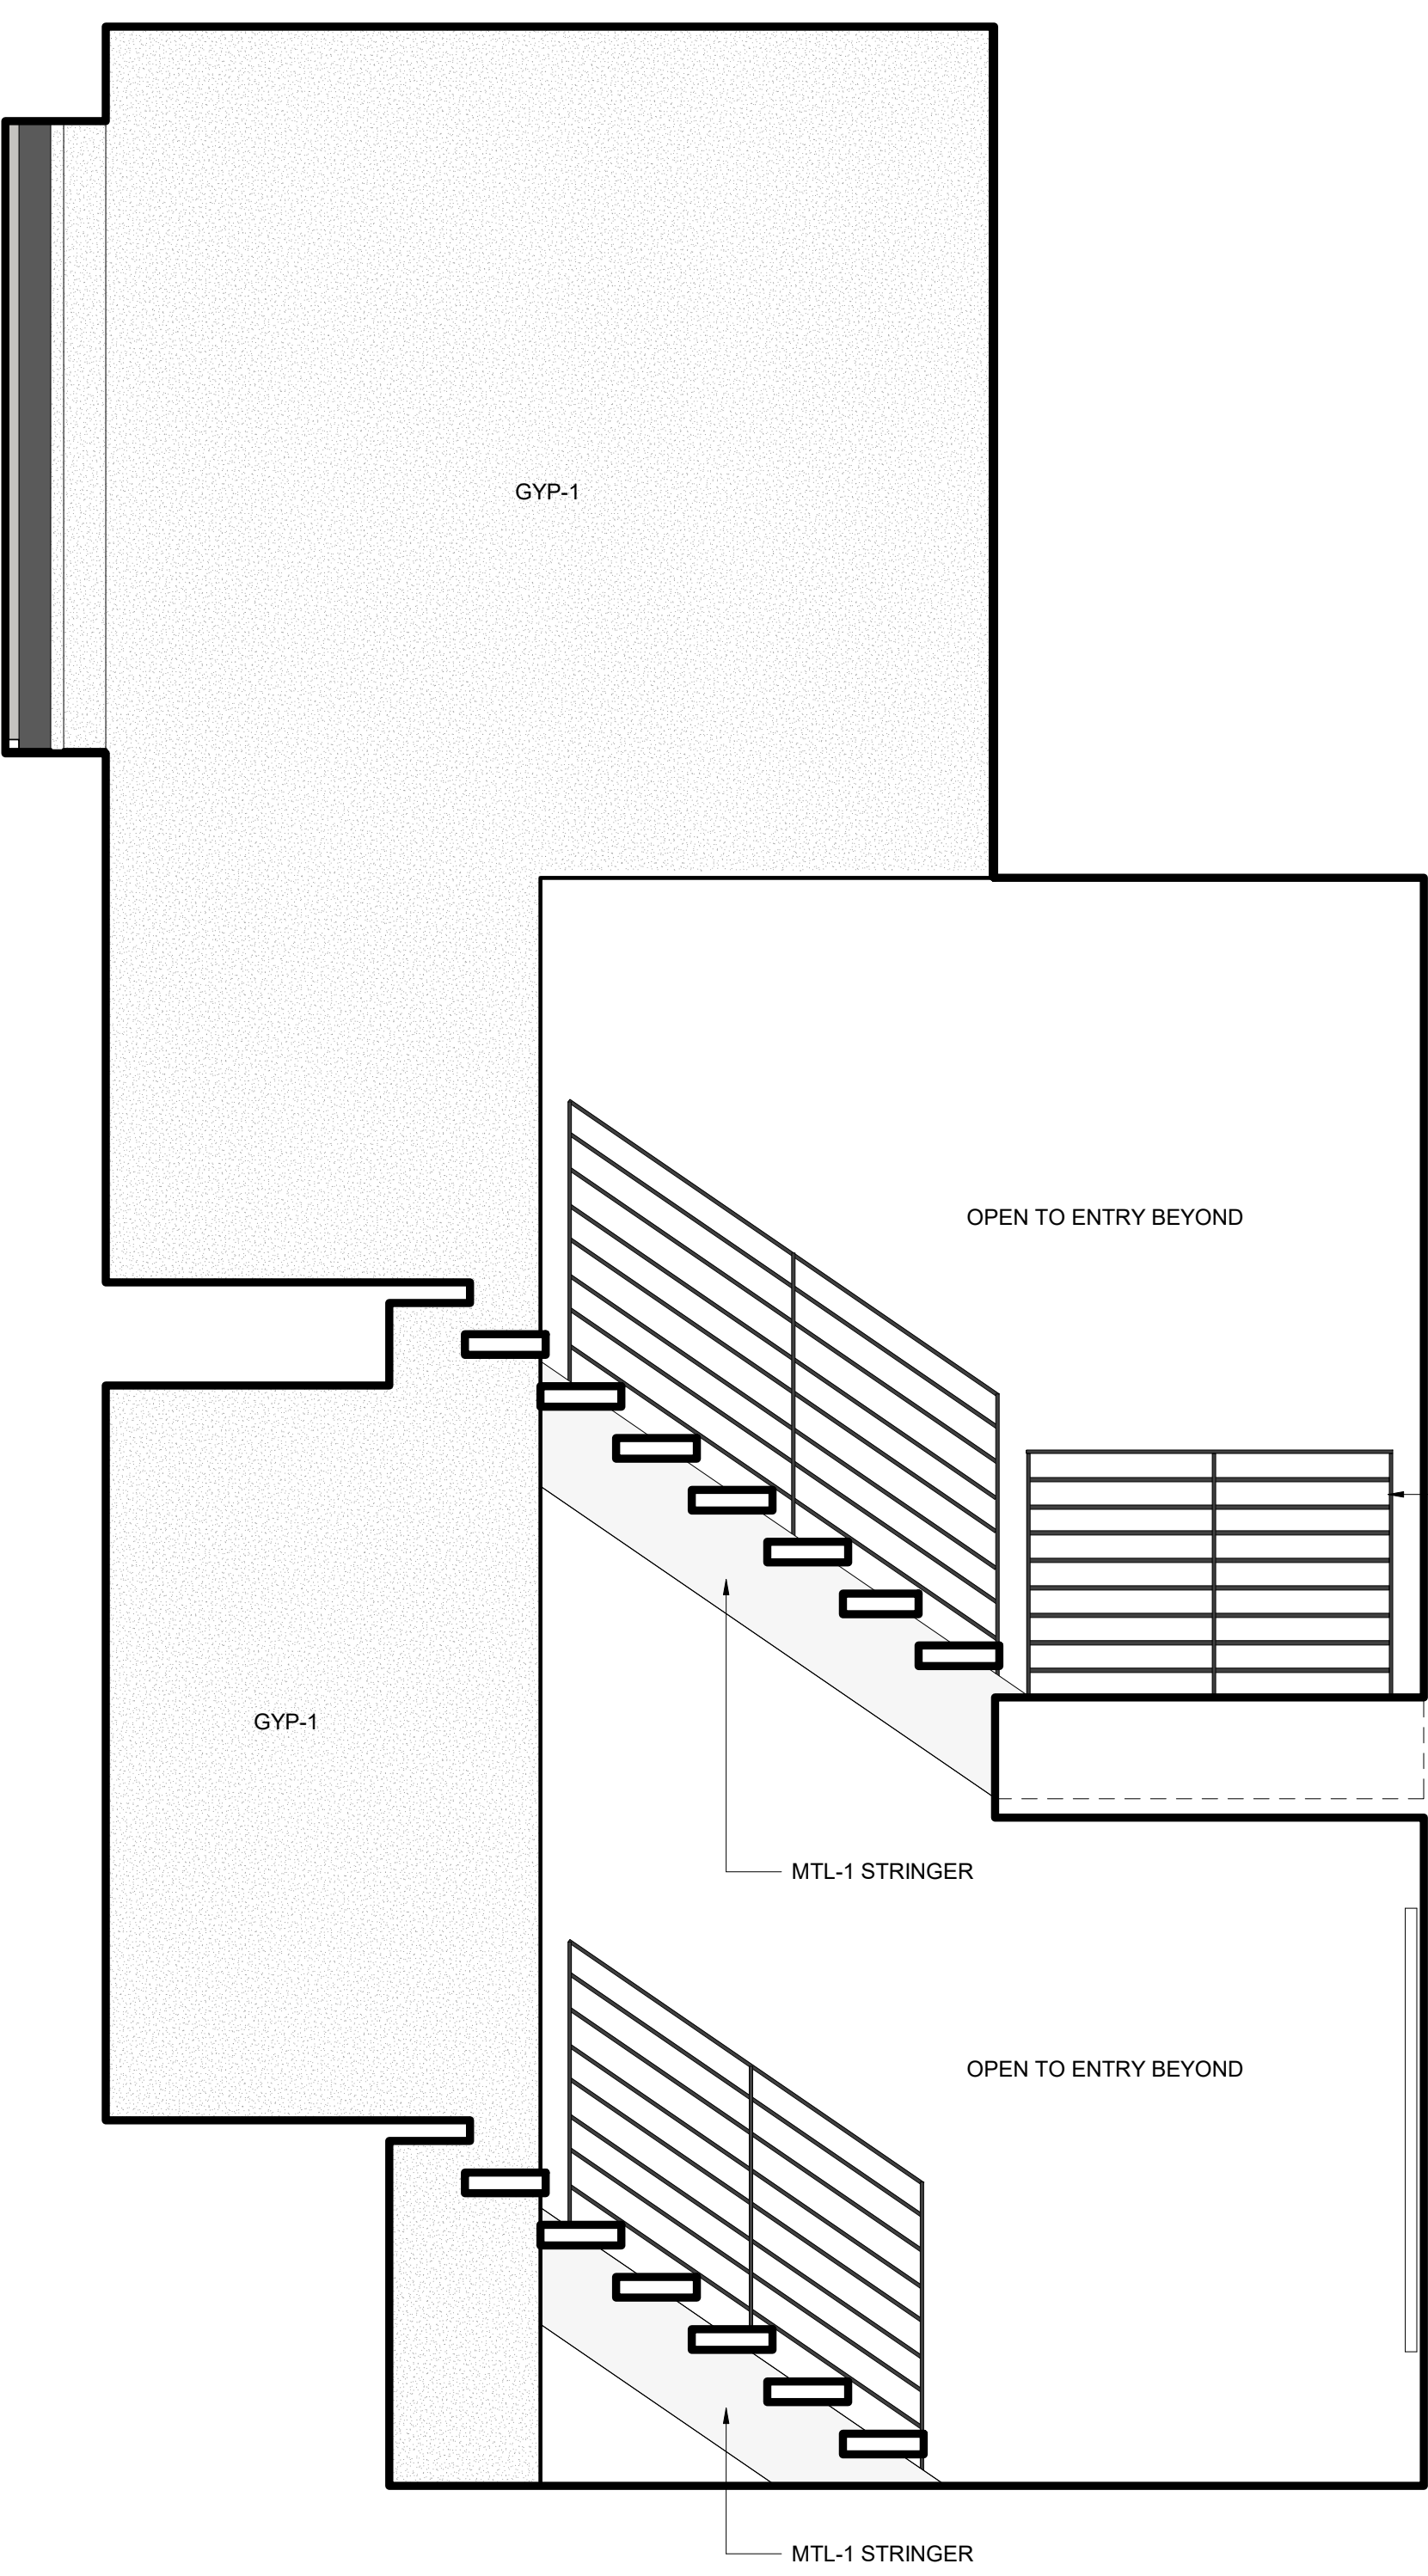 GYP-1
OPEN TO ENTRY BEYOND
GYP-1
MTL-1 STRINGER
OPEN TO ENTRY BEYOND
MTL-1 STRINGER